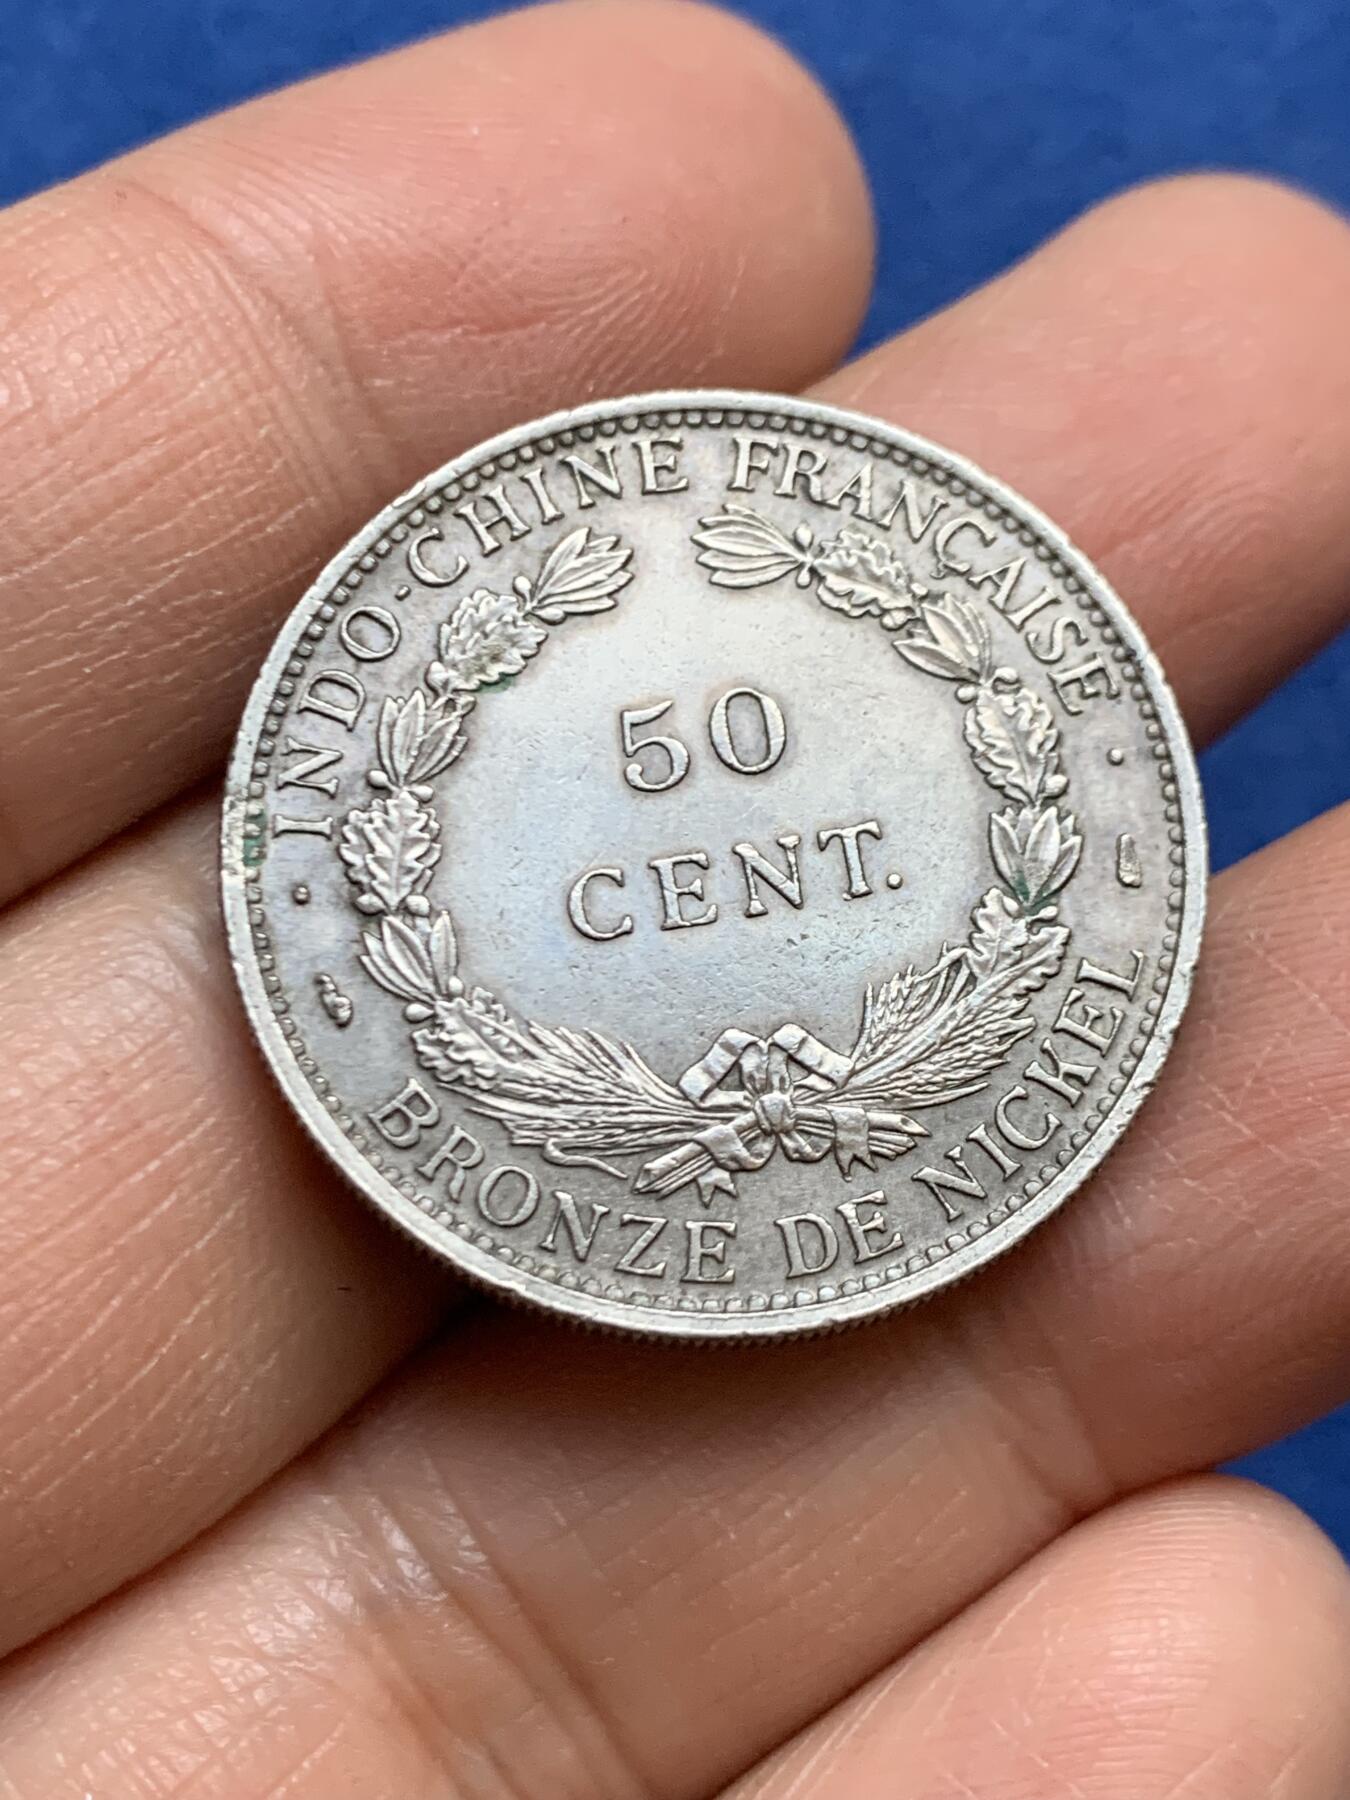 INDO-CHINE FRANÇAISE
50
CENT.
BRONZE DE NICKEL